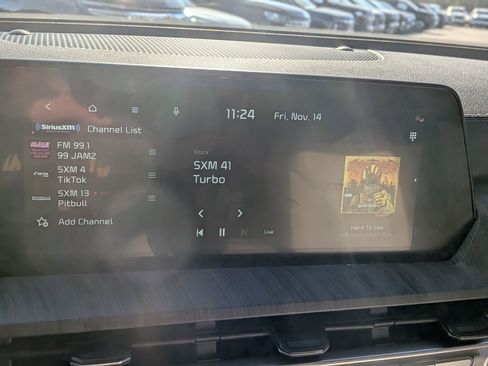 11:24
Fri, Nov. 14
SiriusXM
Channel List
FM 99.1
99 JAMZ
SXM 4
TikTok
SXM 13
Pitbull
Add Channel
Rock
SXM 41
Turbo
Live
Hard To See